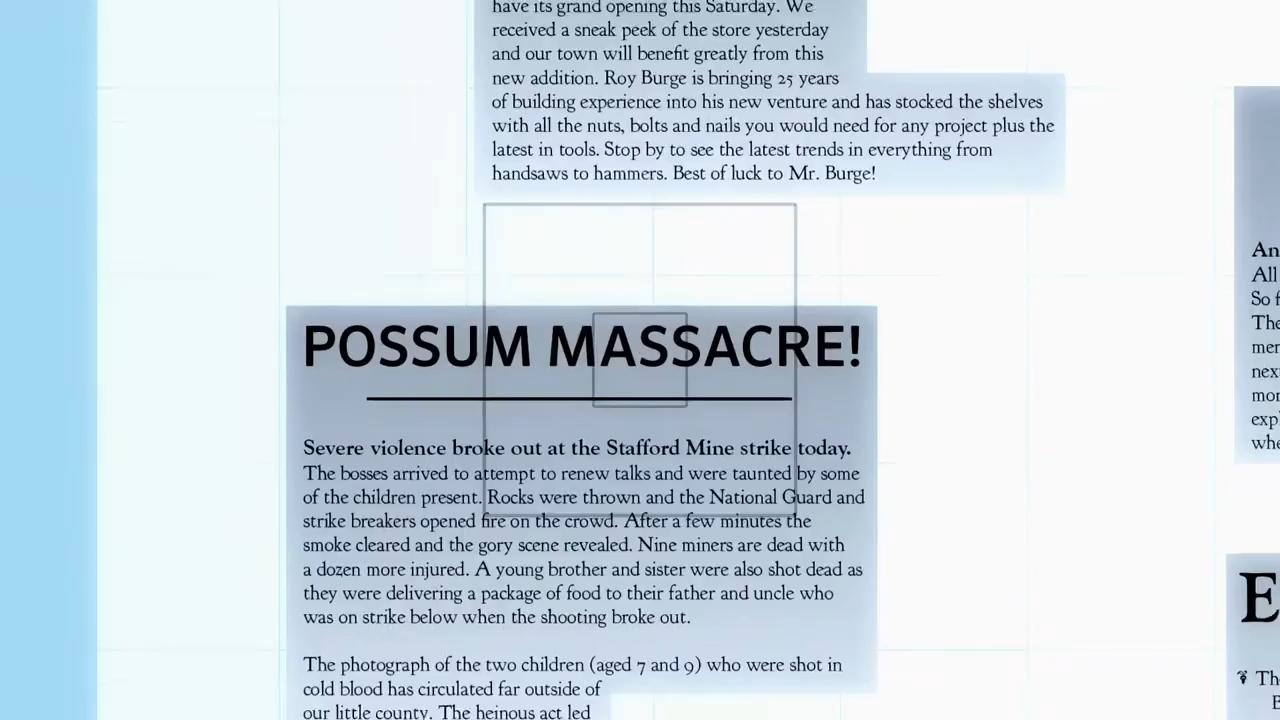 have its grand opening this Saturday. We
received a sneak peek of the store yesterday
and our town will benefit greatly from this
new addition. Roy Burge is bringing 25 years
of building experience into his new venture and has stocked the shelves
with all the nuts, bolts and nails you would need for any project plus the
latest in tools. Stop by to see the latest trends in everything from
handsaws to hammers. Best of luck to Mr. Burge!
POSSUM MASSACRE!
Severe violence broke out at the Stafford Mine strike today.
The bosses arrived to attempt to renew talks and were taunted by some
of the children present. Rocks were thrown and the National Guard and
strike breakers opened fire on the crowd. After a few minutes the
smoke cleared and the gory scene revealed. Nine miners are dead with
a dozen more injured. A young brother and sister were also shot dead as
they were delivering a package of food to their father and uncle who
was on strike below when the shooting broke out.
The photograph of the two children (aged 7 and 9) who were shot in
cold blood has circulated far outside of
our little county. The heinous act led
An
All
So f
The
mer
nex
mor
exp
whe
E
Th
E